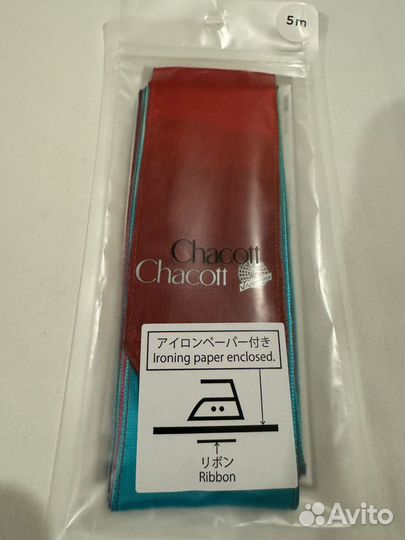 5m
Chacott
Chacott
アイロンペーパー付き
Ironing paper enclosed.
リボン
Ribbon
Avito